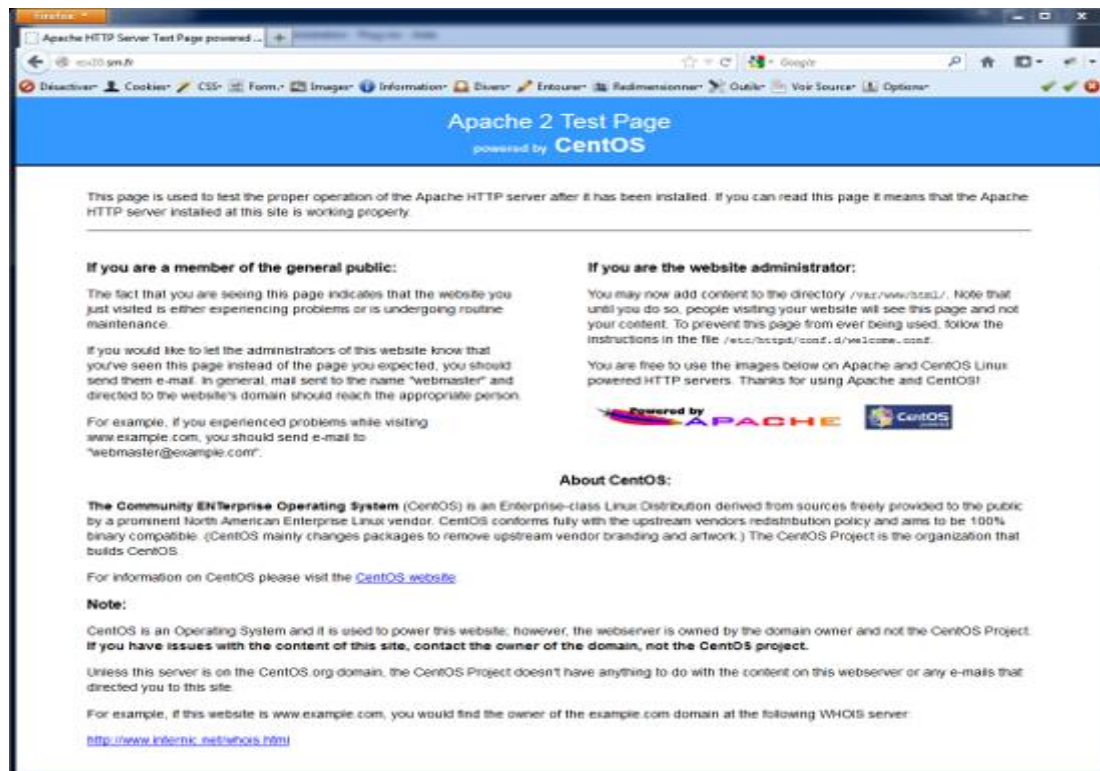 Firefox
Apache HTTP Server Test Page powered ... +
Google
Désactiver Cookies CSS Form. Images Information Divers Entourer Redimensionner Outils Voir Source Options
Apache 2 Test Page
powered by CentOS
This page is used to test the proper operation of the Apache HTTP server after it has been installed. If you can read this page it means that the Apache
HTTP server installed at this site is working properly.
If you are a member of the general public:
The fact that you are seeing this page indicates that the website you
just visited is either experiencing problems or is undergoing routine
maintenance.
If you would like to let the administrators of this website know that
you've seen this page instead of the page you expected, you should
send them e-mail. In general, mail sent to the name "webmaster" and
directed to the website's domain should reach the appropriate person.
For example, if you experienced problems while visiting
www.example.com, you should send e-mail to
"webmaster@example.com".
If you are the website administrator:
You may now add content to the directory /var/www/html/. Note that
until you do so, people visiting your website will see this page and not
your content. To prevent this page from ever being used, follow the
instructions in the file /etc/httpd/conf.d/welcome.conf.
You are free to use the images below on Apache and CentOS Linux
powered HTTP servers. Thanks for using Apache and CentOS!
Powered by
APACHE
CentOS
About CentOS:
The Community ENTerprise Operating System (CentOS) is an Enterprise-class Linux Distribution derived from sources freely provided to the public
by a prominent North American Enterprise Linux vendor. CentOS conforms fully with the upstream vendors redistribution policy and aims to be 100%
binary compatible. (CentOS mainly changes packages to remove upstream vendor branding and artwork.) The CentOS Project is the organization that
builds CentOS.
For information on CentOS please visit the CentOS website.
Note:
CentOS is an Operating System and it is used to power this website; however, the webserver is owned by the domain owner and not the CentOS Project.
If you have issues with the content of this site, contact the owner of the domain, not the CentOS project.
Unless this server is on the CentOS.org domain, the CentOS Project doesn't have anything to do with the content on this webserver or any e-mails that
directed you to this site.
For example, if this website is www.example.com, you would find the owner of the example.com domain at the following WHOIS server:
http://www.internic.net/whois.html